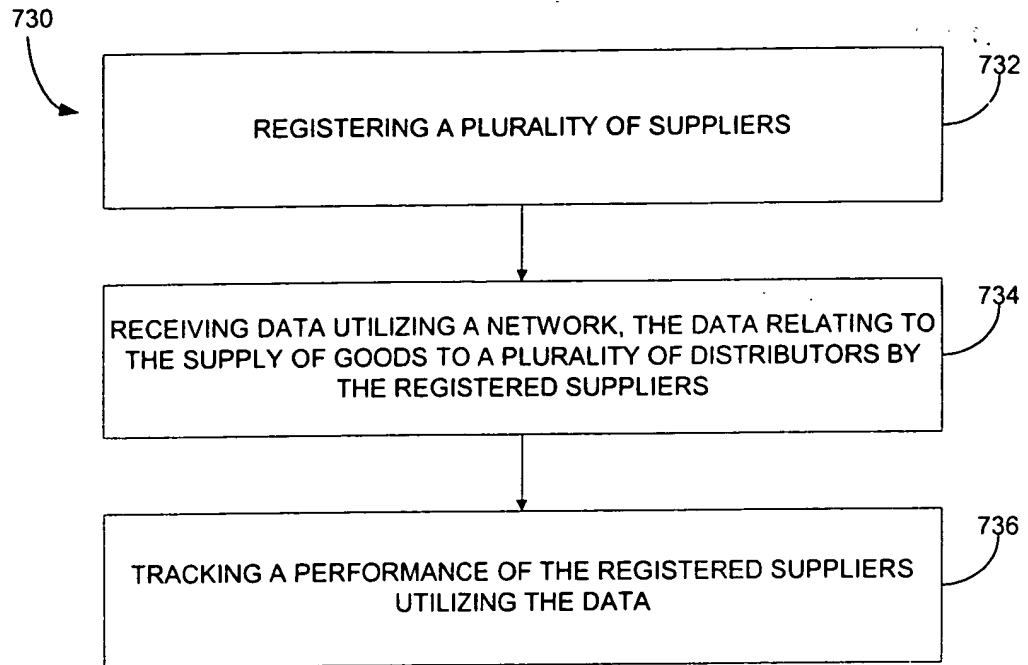 730
732
REGISTERING A PLURALITY OF SUPPLIERS
734
RECEIVING DATA UTILIZING A NETWORK, THE DATA RELATING TO
THE SUPPLY OF GOODS TO A PLURALITY OF DISTRIBUTORS BY
THE REGISTERED SUPPLIERS
736
TRACKING A PERFORMANCE OF THE REGISTERED SUPPLIERS
UTILIZING THE DATA